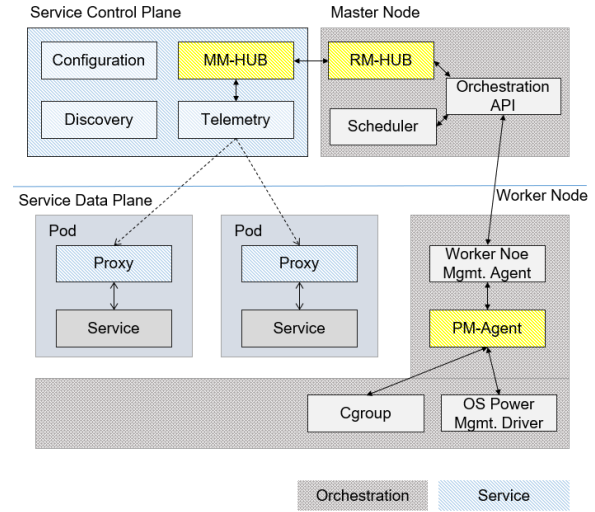 Service Control Plane
Master Node
Configuration
MM-HUB
RM-HUB
Orchestration
API
Discovery
Telemetry
Scheduler
Service Data Plane
Worker Node
Pod
Pod
Proxy
Proxy
Worker Noe
Mgmt. Agent
Service
Service
PM-Agent
Cgroup
OS Power
Mgmt. Driver
Orchestration
Service